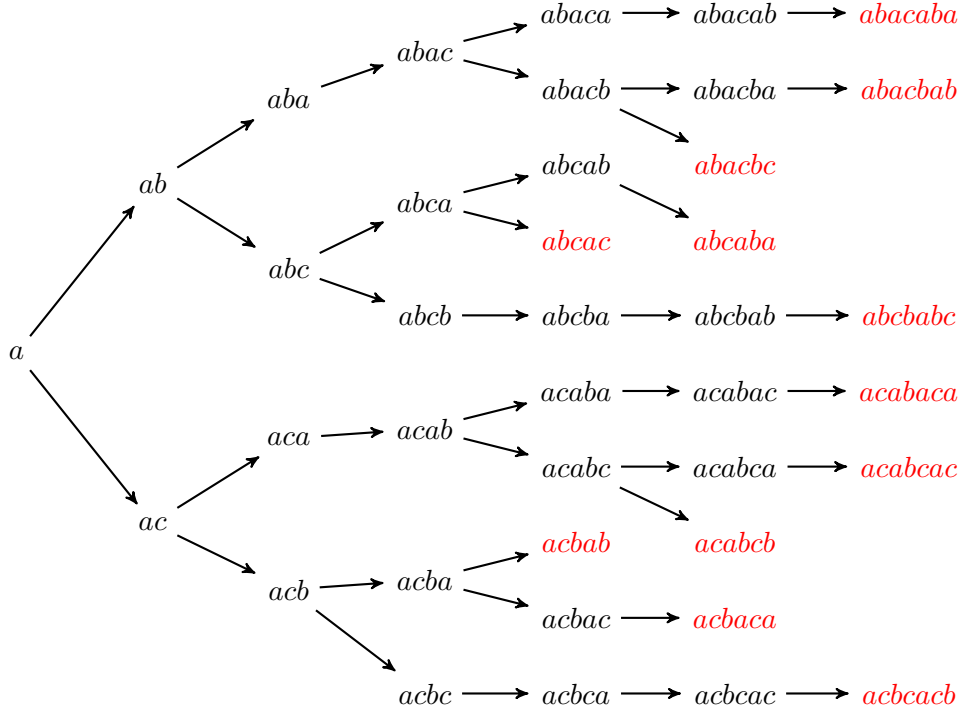 abaca abacab abacaba
abac
abacb abacba abacbab
aba
abcab abacbc
ab
abca
abcac abcaba
abc
abcb abcba abcbab abcbabc
a
acaba acabac acabaca
aca acab
acabc acabca acabcac
ac
acbab acabcb
acb acba
acbac acbaca
acbc acbca acbcac acbcacb